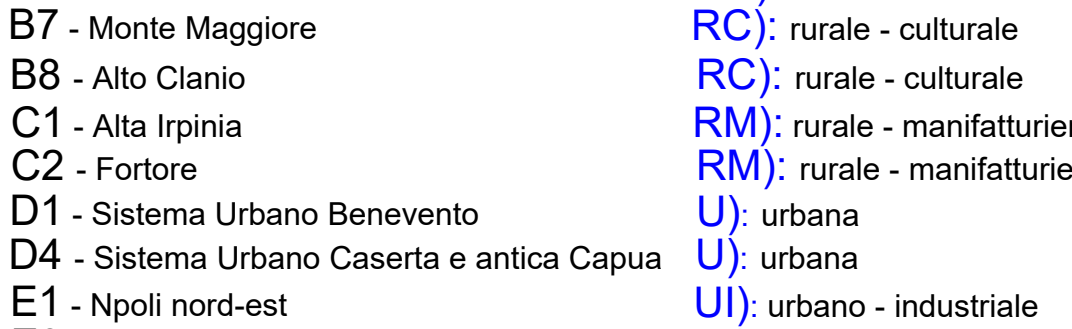 B7 - Monte Maggiore RC): rurale - culturale
B8 - Alto Clanio RC): rurale - culturale
C1 - Alta Irpinia RM): rurale - manifatturier
C2 - Fortore RM): rurale - manifatturie
D1 - Sistema Urbano Benevento U): urbana
D4 - Sistema Urbano Caserta e antica Capua U): urbana
E1 - Npoli nord-est UI): urbano - industriale